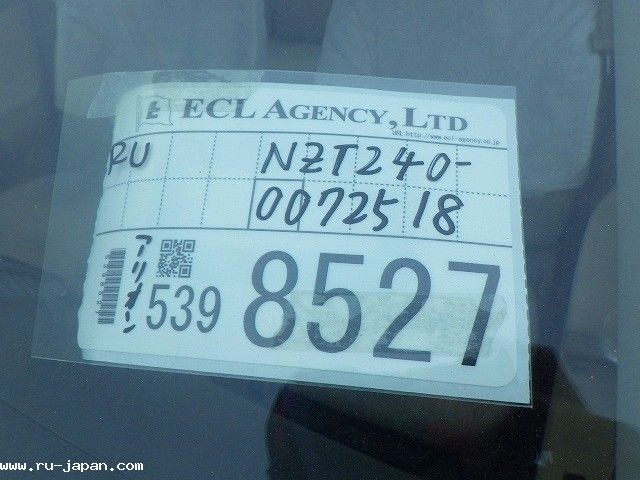 ECL AGENCY, LTD
URL http://www.ecl-agency.co.jp
RU NZT240-
0072518
アリオン
539 8527
www.ru-japan.com